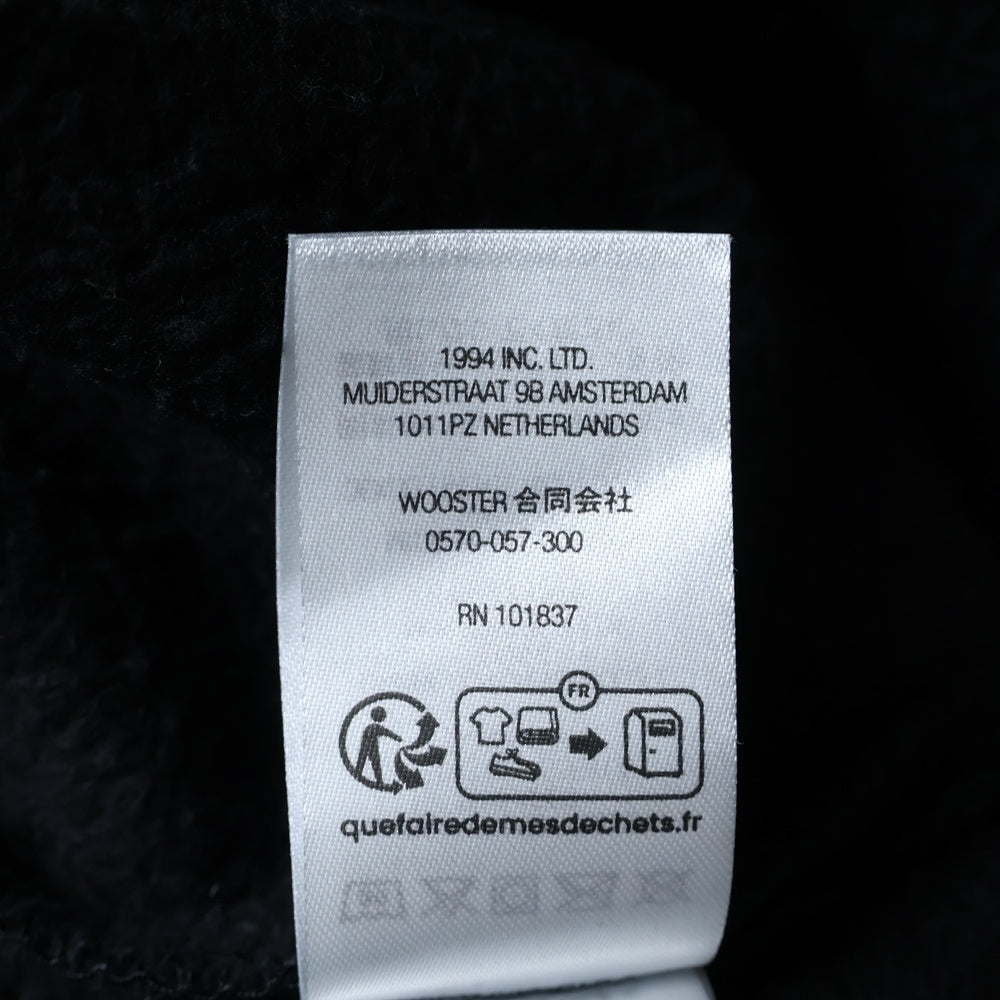 1994 INC. LTD.
MUIDERSTRAAT 9B AMSTERDAM
1011PZ NETHERLANDS
WOOSTER 合同会社
0570-057-300
RN 101837
FR
quefairedemesdechets.fr